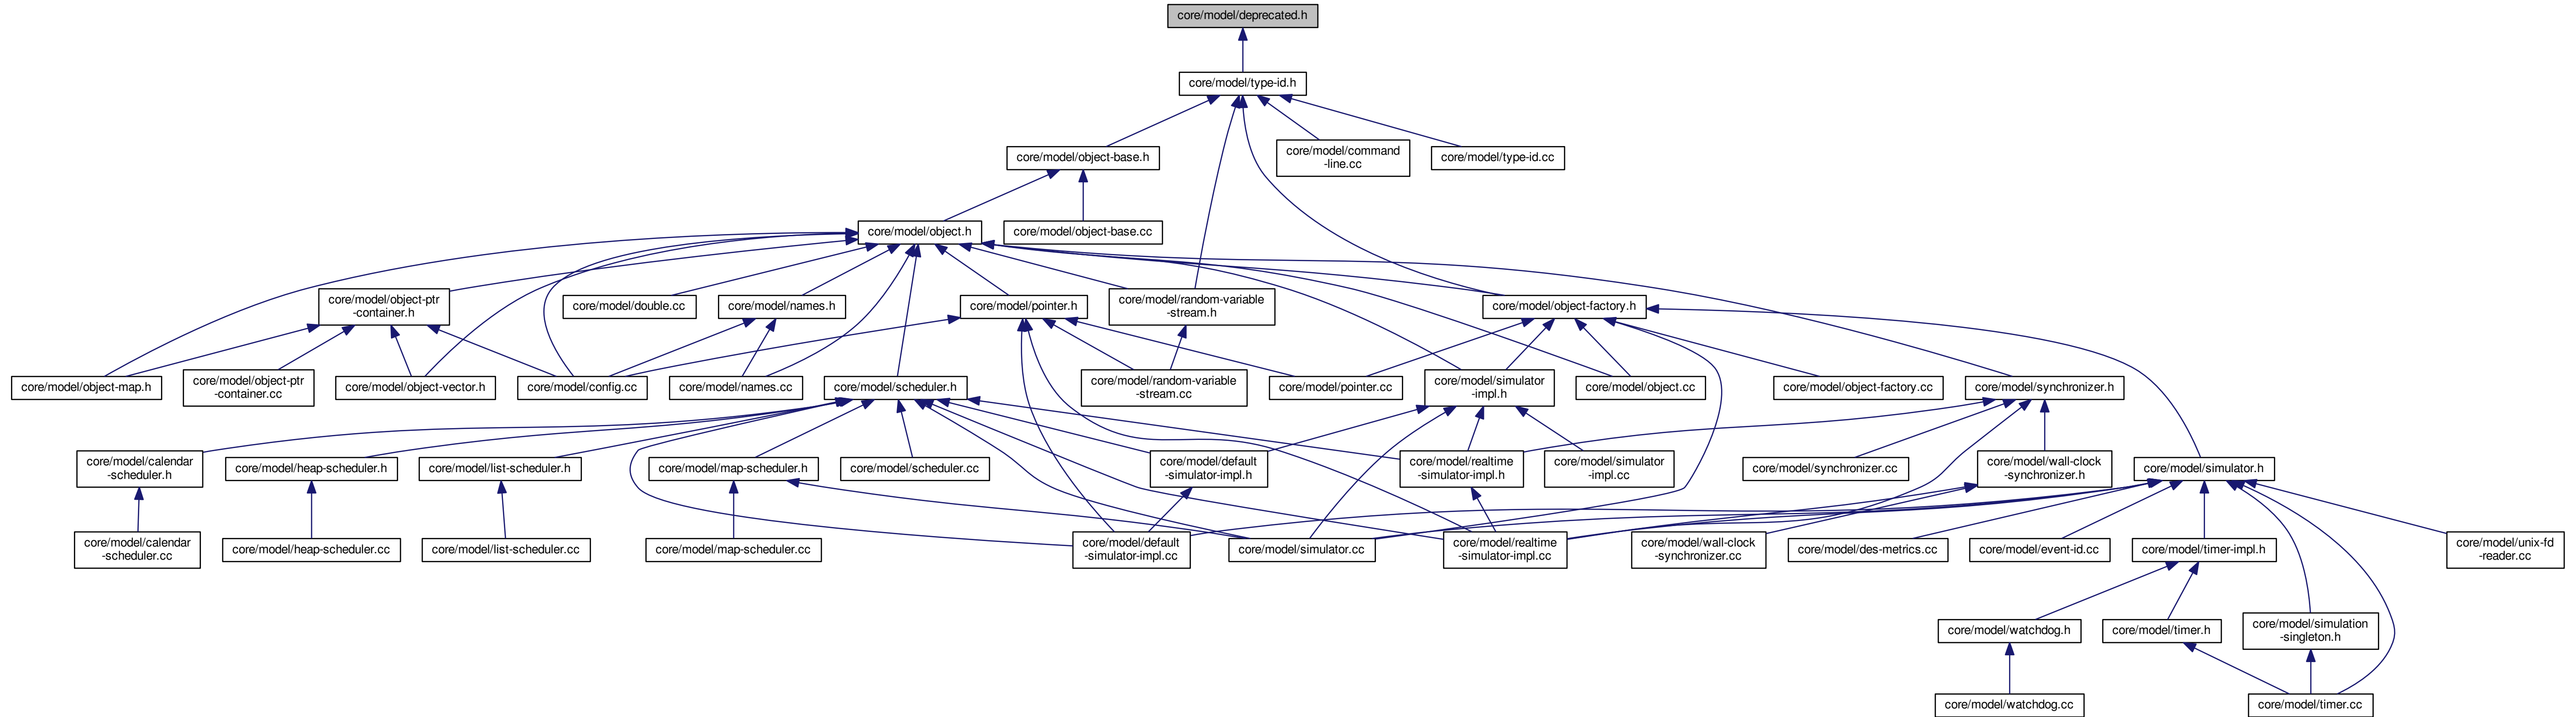 core/model/deprecated.h
core/model/type-id.h
core/model/object-base.h
core/model/command
-line.cc
core/model/type-id.cc
core/model/object.h
core/model/object-base.cc
core/model/object-ptr
-container.h
core/model/double.cc
core/model/names.h
core/model/pointer.h
core/model/random-variable
-stream.h
core/model/object-factory.h
core/model/object-map.h
core/model/object-ptr
-container.cc
core/model/object-vector.h
core/model/config.cc
core/model/names.cc
core/model/scheduler.h
core/model/random-variable
-stream.cc
core/model/pointer.cc
core/model/simulator
-impl.h
core/model/object.cc
core/model/object-factory.cc
core/model/synchronizer.h
core/model/calendar
-scheduler.h
core/model/heap-scheduler.h
core/model/list-scheduler.h
core/model/map-scheduler.h
core/model/scheduler.cc
core/model/default
-simulator-impl.h
core/model/realtime
-simulator-impl.h
core/model/simulator
-impl.cc
core/model/synchronizer.cc
core/model/wall-clock
-synchronizer.h
core/model/simulator.h
core/model/calendar
-scheduler.cc
core/model/heap-scheduler.cc
core/model/list-scheduler.cc
core/model/map-scheduler.cc
core/model/default
-simulator-impl.cc
core/model/simulator.cc
core/model/realtime
-simulator-impl.cc
core/model/wall-clock
-synchronizer.cc
core/model/des-metrics.cc
core/model/event-id.cc
core/model/timer-impl.h
core/model/unix-fd
-reader.cc
core/model/watchdog.h
core/model/timer.h
core/model/simulation
-singleton.h
core/model/watchdog.cc
core/model/timer.cc